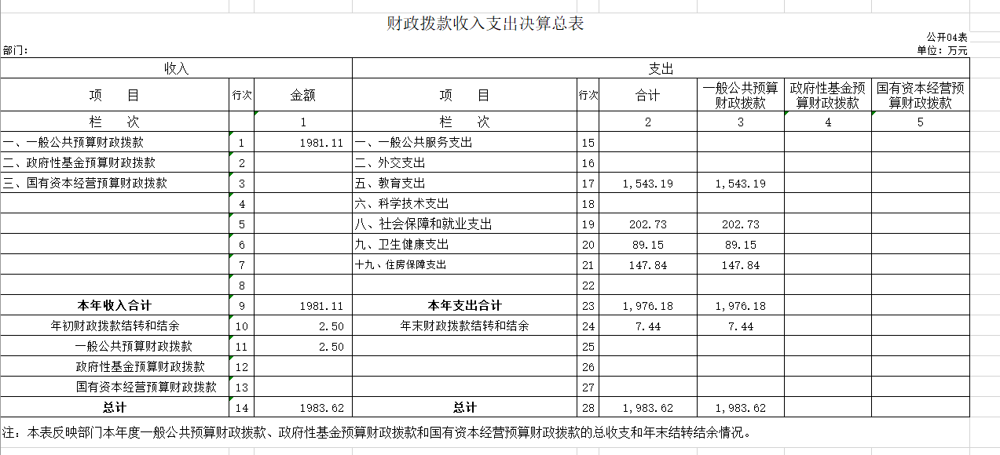 财政拨款收入支出决算总表
公开04表
部门： 单位：万元
收入 支出
项 目 行次 金额 项 目 行次 合计 一般公共预算财政拨款 政府性基金预算财政拨款 国有资本经营预算财政拨款
栏 次 1 栏 次 2 3 4 5
一、一般公共预算财政拨款 1 1981.11 一、一般公共服务支出 15
二、政府性基金预算财政拨款 2 二、外交支出 16
三、国有资本经营预算财政拨款 3 五、教育支出 17 1,543.19 1,543.19
4 六、科学技术支出 18
5 八、社会保障和就业支出 19 202.73 202.73
6 九、卫生健康支出 20 89.15 89.15
7 十九、住房保障支出 21 147.84 147.84
8 22
本年收入合计 9 1981.11 本年支出合计 23 1,976.18 1,976.18
年初财政拨款结转和结余 10 2.50 年末财政拨款结转和结余 24 7.44 7.44
一般公共预算财政拨款 11 2.50 25
政府性基金预算财政拨款 12 26
国有资本经营预算财政拨款 13 27
总计 14 1983.62 总计 28 1,983.62 1,983.62
注：本表反映部门本年度一般公共预算财政拨款、政府性基金预算财政拨款和国有资本经营预算财政拨款的总收支和年末结转结余情况。